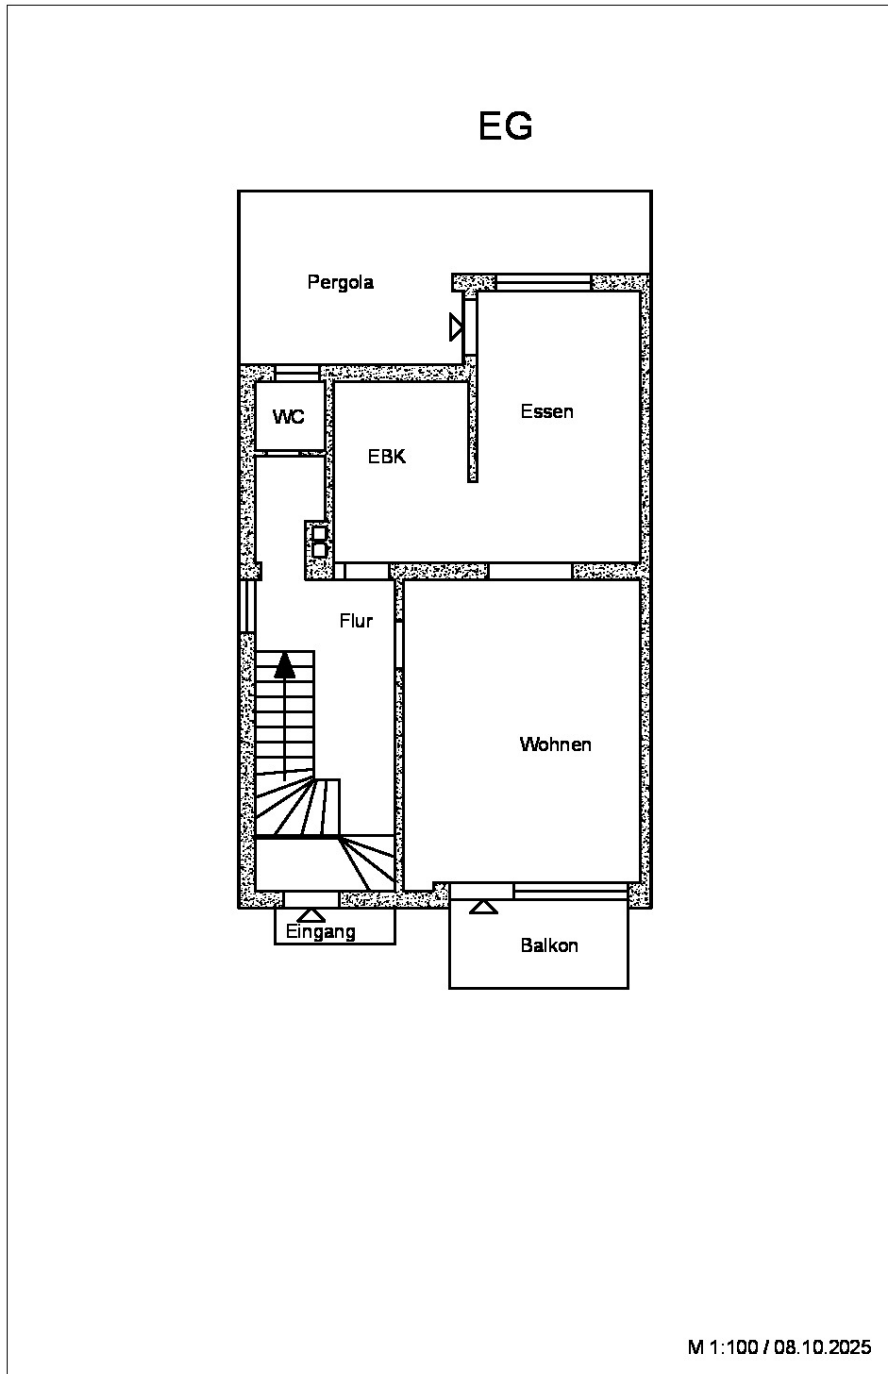 EG
Pergola
WC
Essen
EBK
Flur
Wohnen
Eingang
Balkon
M 1:100 / 08.10.2025